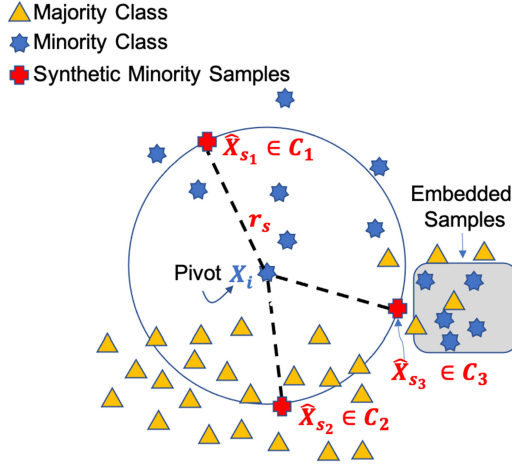 Majority Class
Minority Class
Synthetic Minority Samples
X̂ₛ₁ ∈ C₁
Embedded
Samples
rₛ
Pivot Xᵢ
X̂ₛ₃ ∈ C₃
X̂ₛ₂ ∈ C₂